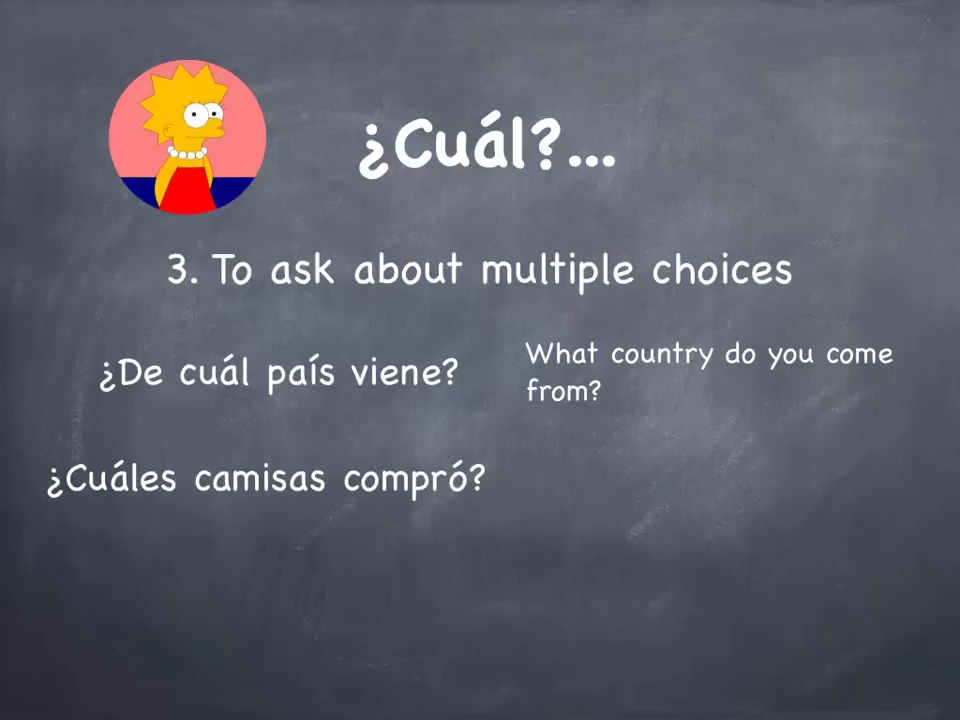 ¿Cuál?...
3. To ask about multiple choices
¿De cuál país viene?
What country do you come
from?
¿Cuáles camisas compró?